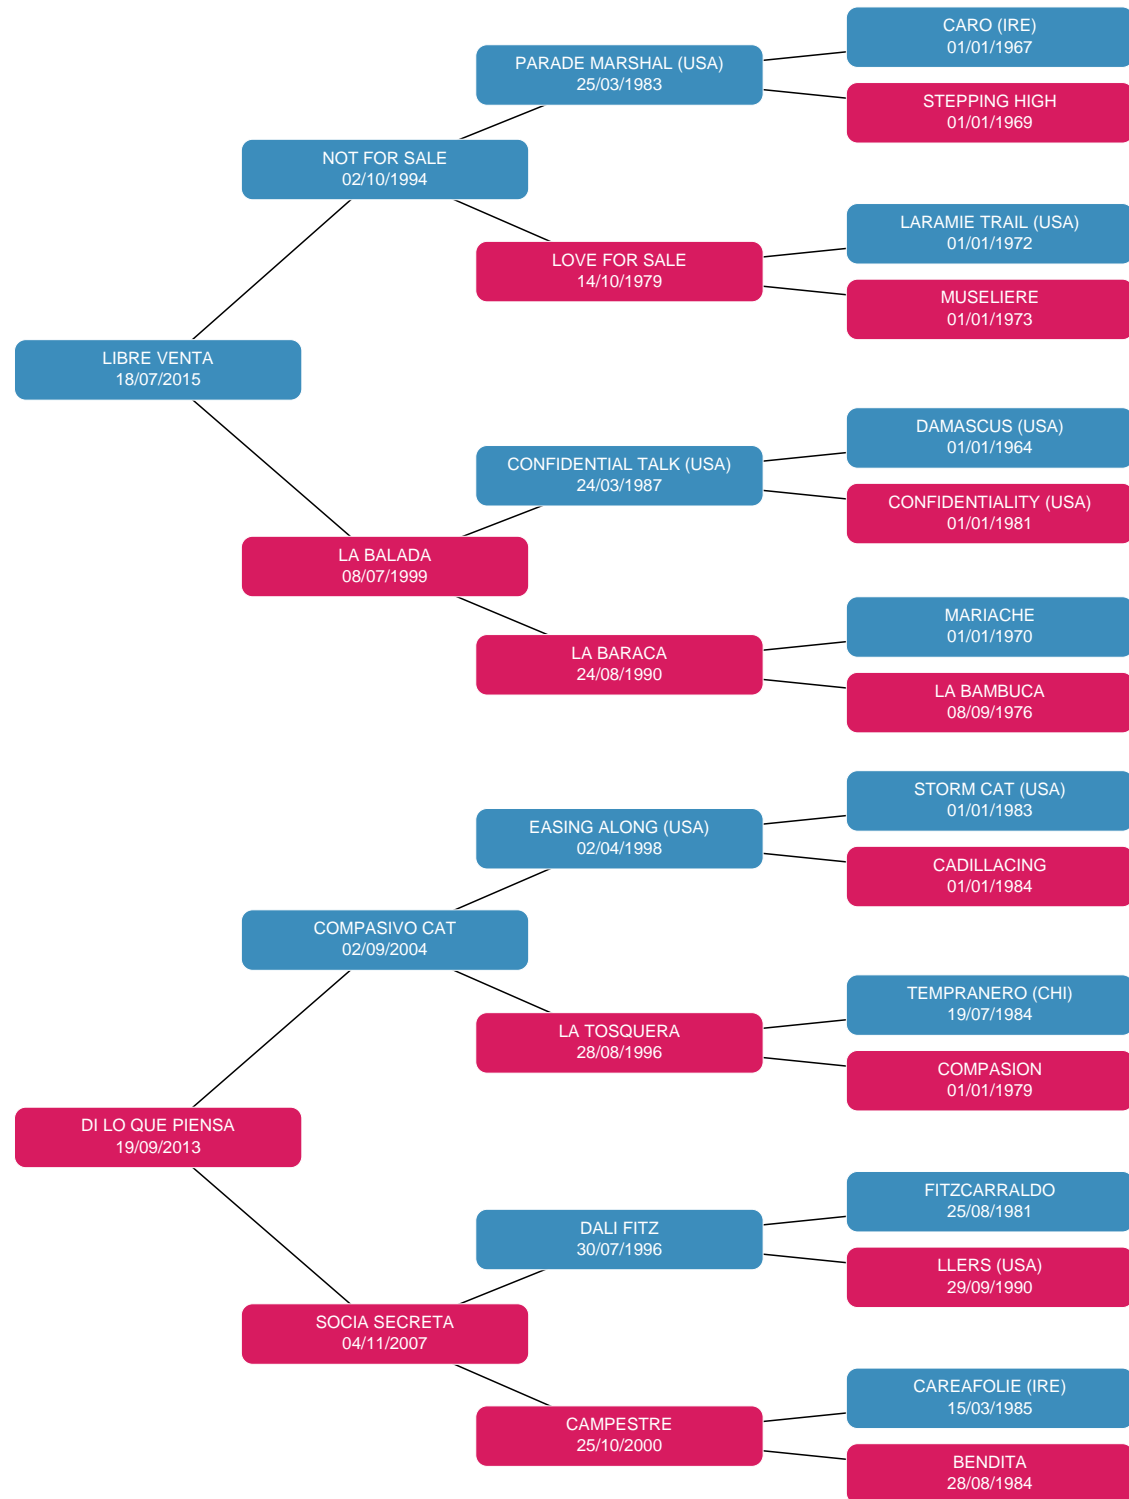 CARO (IRE)
01/01/1967
PARADE MARSHAL (USA)
25/03/1983
STEPPING HIGH
01/01/1969
NOT FOR SALE
02/10/1994
LARAMIE TRAIL (USA)
01/01/1972
LOVE FOR SALE
14/10/1979
MUSELIERE
01/01/1973
LIBRE VENTA
18/07/2015
DAMASCUS (USA)
01/01/1964
CONFIDENTIAL TALK (USA)
24/03/1987
CONFIDENTIALITY (USA)
01/01/1981
LA BALADA
08/07/1999
MARIACHE
01/01/1970
LA BARACA
24/08/1990
LA BAMBUCA
08/09/1976
STORM CAT (USA)
01/01/1983
EASING ALONG (USA)
02/04/1998
CADILLACING
01/01/1984
COMPASIVO CAT
02/09/2004
TEMPRANERO (CHI)
19/07/1984
LA TOSQUERA
28/08/1996
COMPASION
01/01/1979
DI LO QUE PIENSA
19/09/2013
FITZCARRALDO
25/08/1981
DALI FITZ
30/07/1996
LLERS (USA)
29/09/1990
SOCIA SECRETA
04/11/2007
CAREAFOLIE (IRE)
15/03/1985
CAMPESTRE
25/10/2000
BENDITA
28/08/1984